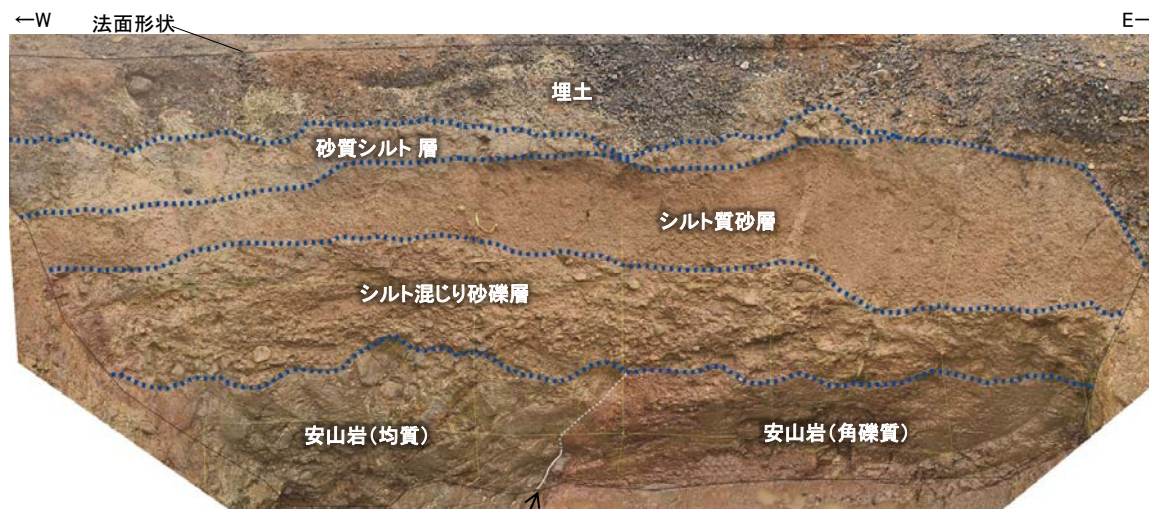 ←W
法面形状
E―
埋土
砂質シルト 層
シルト質砂層
シルト混じり砂礫層
安山岩(均質)
安山岩(角礫質)